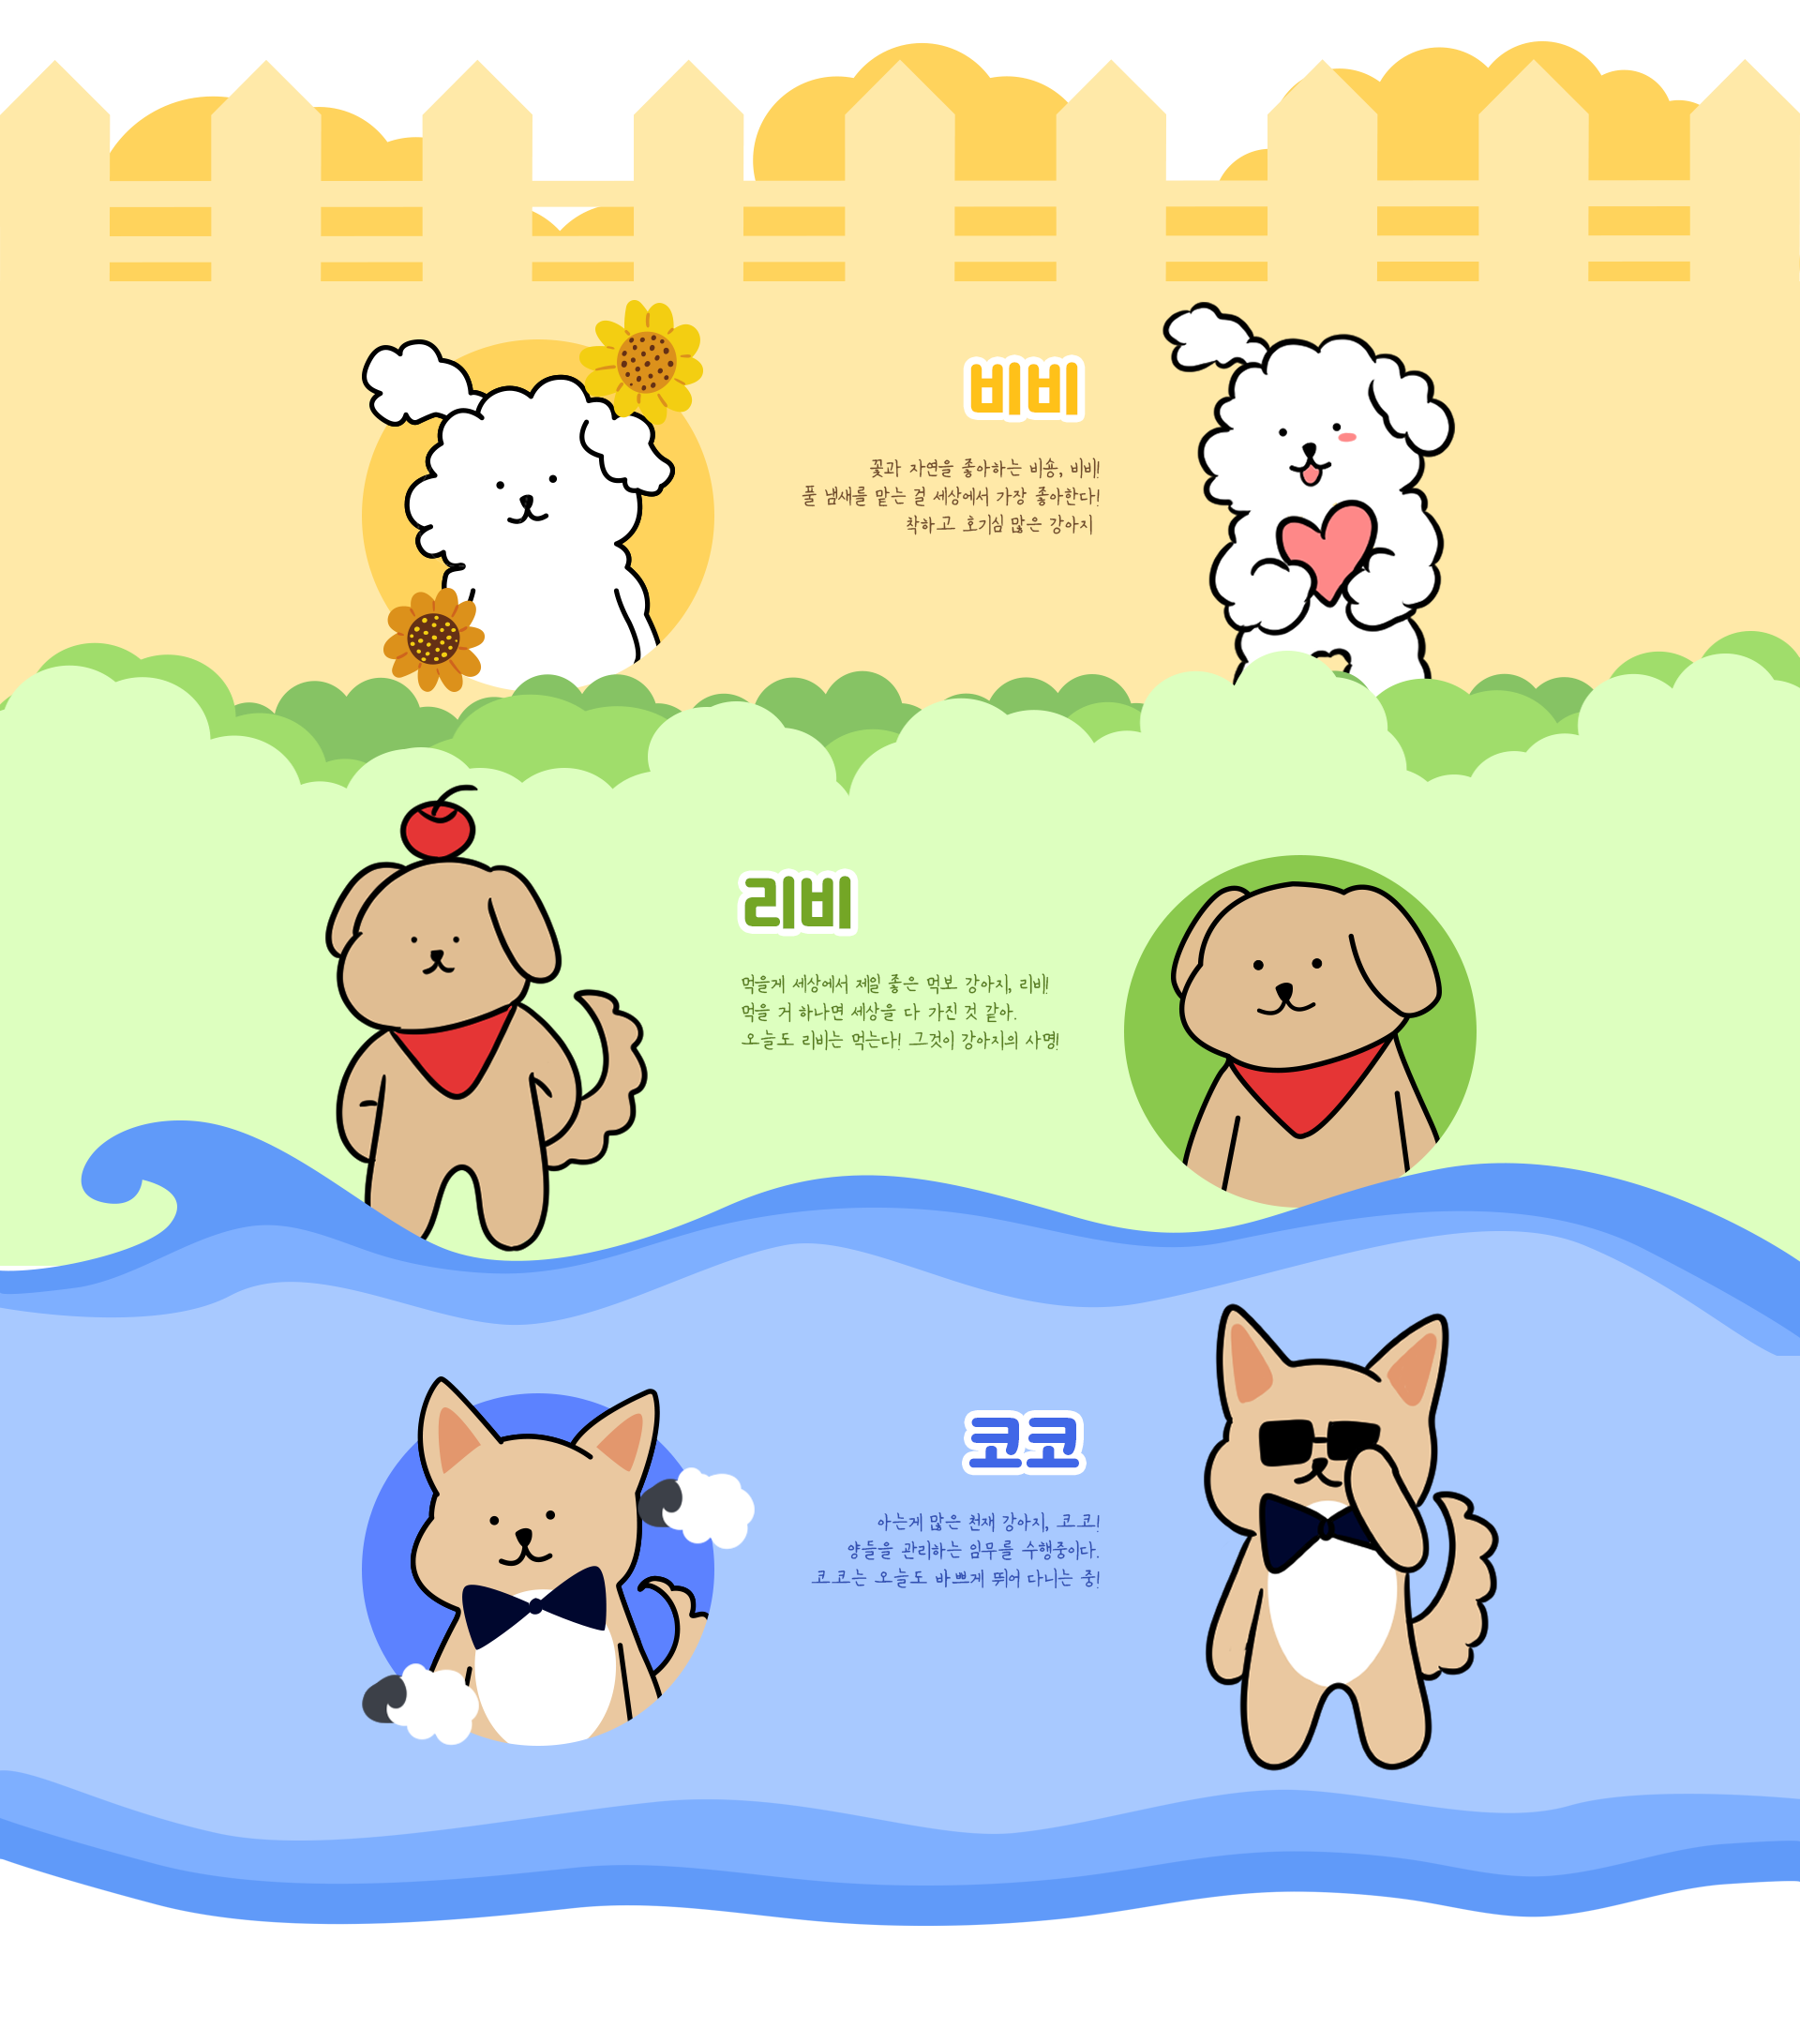 비비
꽃과 자연을 좋아하는 비숑, 비비!
풀 냄새를 맡는 걸 세상에서 가장 좋아한다!
착하고 호기심 많은 강아지
리비
먹을게 세상에서 제일 좋은 먹보 강아지, 리비!
먹을 거 하나면 세상을 다 가진 것 같아.
오늘도 리비는 먹는다! 그것이 강아지의 사명!
코코
아는게 많은 천재 강아지, 코코!
양들을 관리하는 임무를 수행중이다.
코코는 오늘도 바쁘게 뛰어 다니는 중!